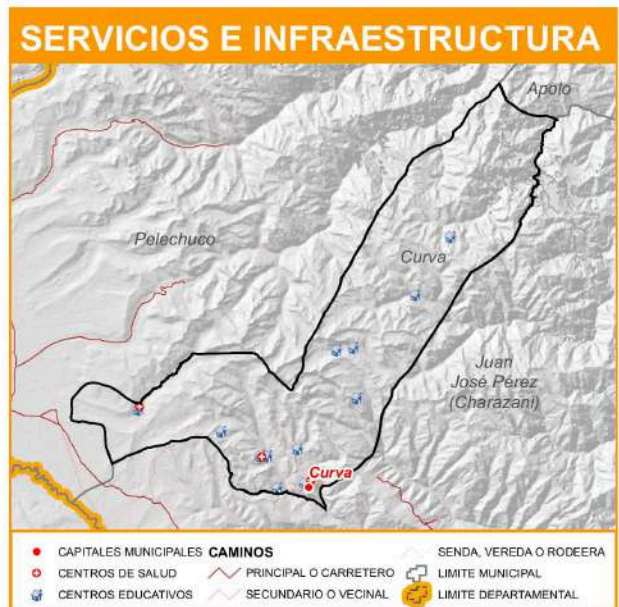 SERVICIOS E INFRAESTRUCTURA
Apolo
Pelechuco
Curva
Juan
José Pérez
(Charazani)
Curva
CAPITALES MUNICIPALES
CENTROS DE SALUD
CENTROS EDUCATIVOS
CAMINOS
PRINCIPAL O CARRETERO
SECUNDARIO O VECINAL
SENDA, VEREDA O RODEERA
LIMITE MUNICIPAL
LIMITE DEPARTAMENTAL